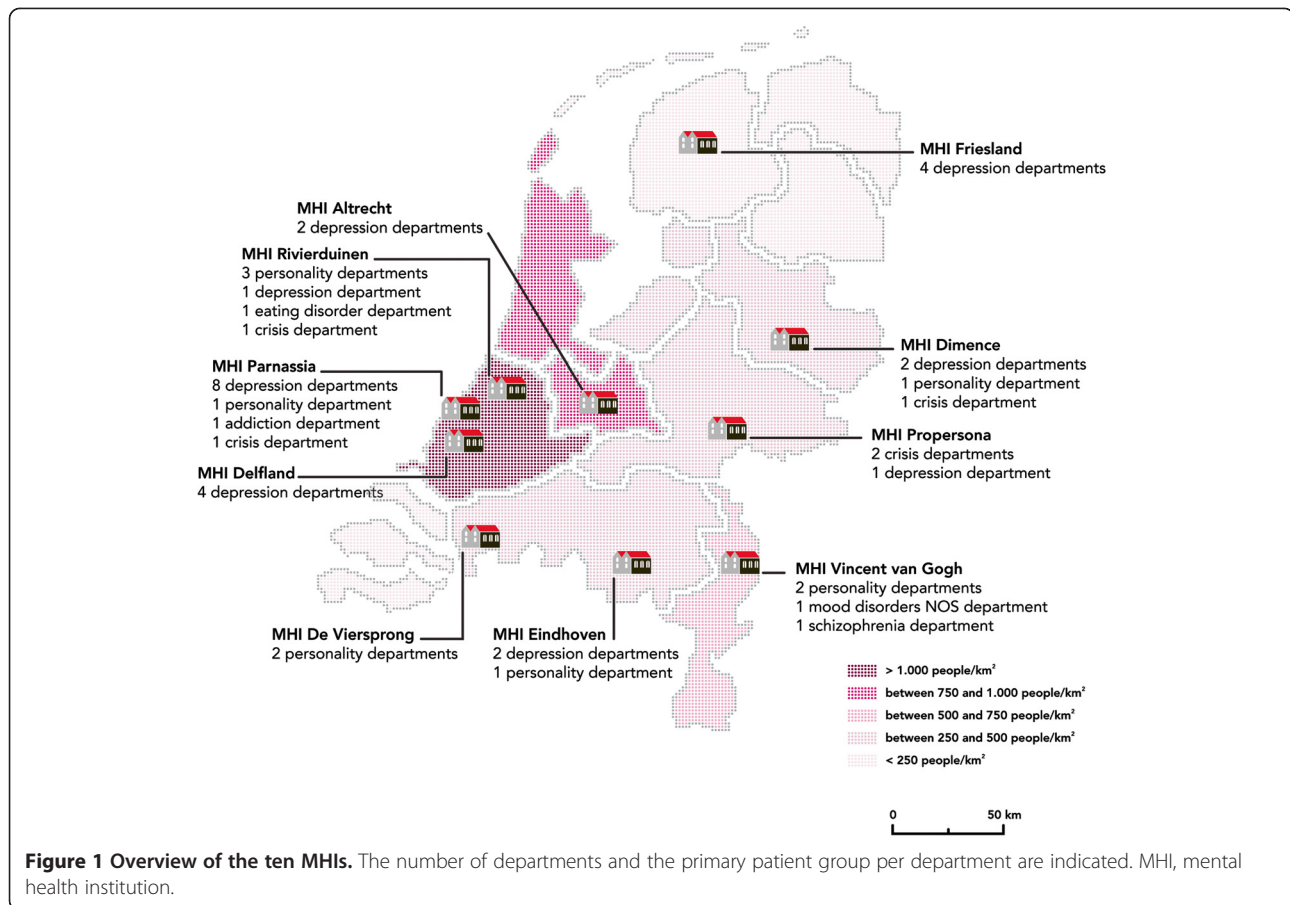 MHI Friesland
4 depression departments
MHI Altrecht
2 depression departments
MHI Rivierduinen
3 personality departments
1 depression department
1 eating disorder department
1 crisis department
MHI Parnassia
8 depression departments
1 personality department
1 addiction department
1 crisis department
MHI Delfland
4 depression departments
MHI Dimence
2 depression departments
1 personality department
1 crisis department
MHI Propersona
2 crisis departments
1 depression department
MHI Vincent van Gogh
2 personality departments
1 mood disorders NOS department
1 schizophrenia department
MHI De Viersprong
2 personality departments
MHI Eindhoven
2 depression departments
1 personality department
> 1.000 people/km²
between 750 and 1.000 people/km²
between 500 and 750 people/km²
between 250 and 500 people/km²
< 250 people/km²
0 50 km
Figure 1 Overview of the ten MHIs. The number of departments and the primary patient group per department are indicated. MHI, mental
health institution.